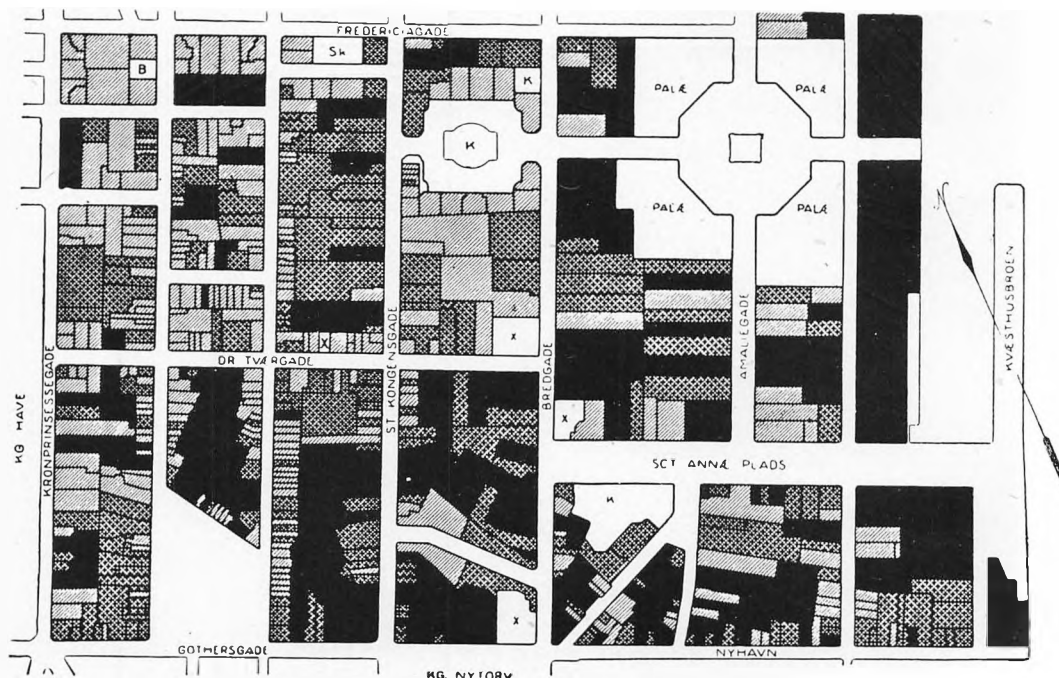 FREDERICIAGADE
Sk
B
K
PALÆ
PALÆ
K
PALÆ
PALÆ
N
KVÆSTHUSBROEN
X
X
DR TVÆRGADE
KRONPRINSESSEGADE
ST KONGENSGADE
BREDGADE
AMALIEGADE
X
KG HAVE
SCT ANNÆ PLADS
K
X
GOTHERSGADE
NYHAVN
KG NYTORV